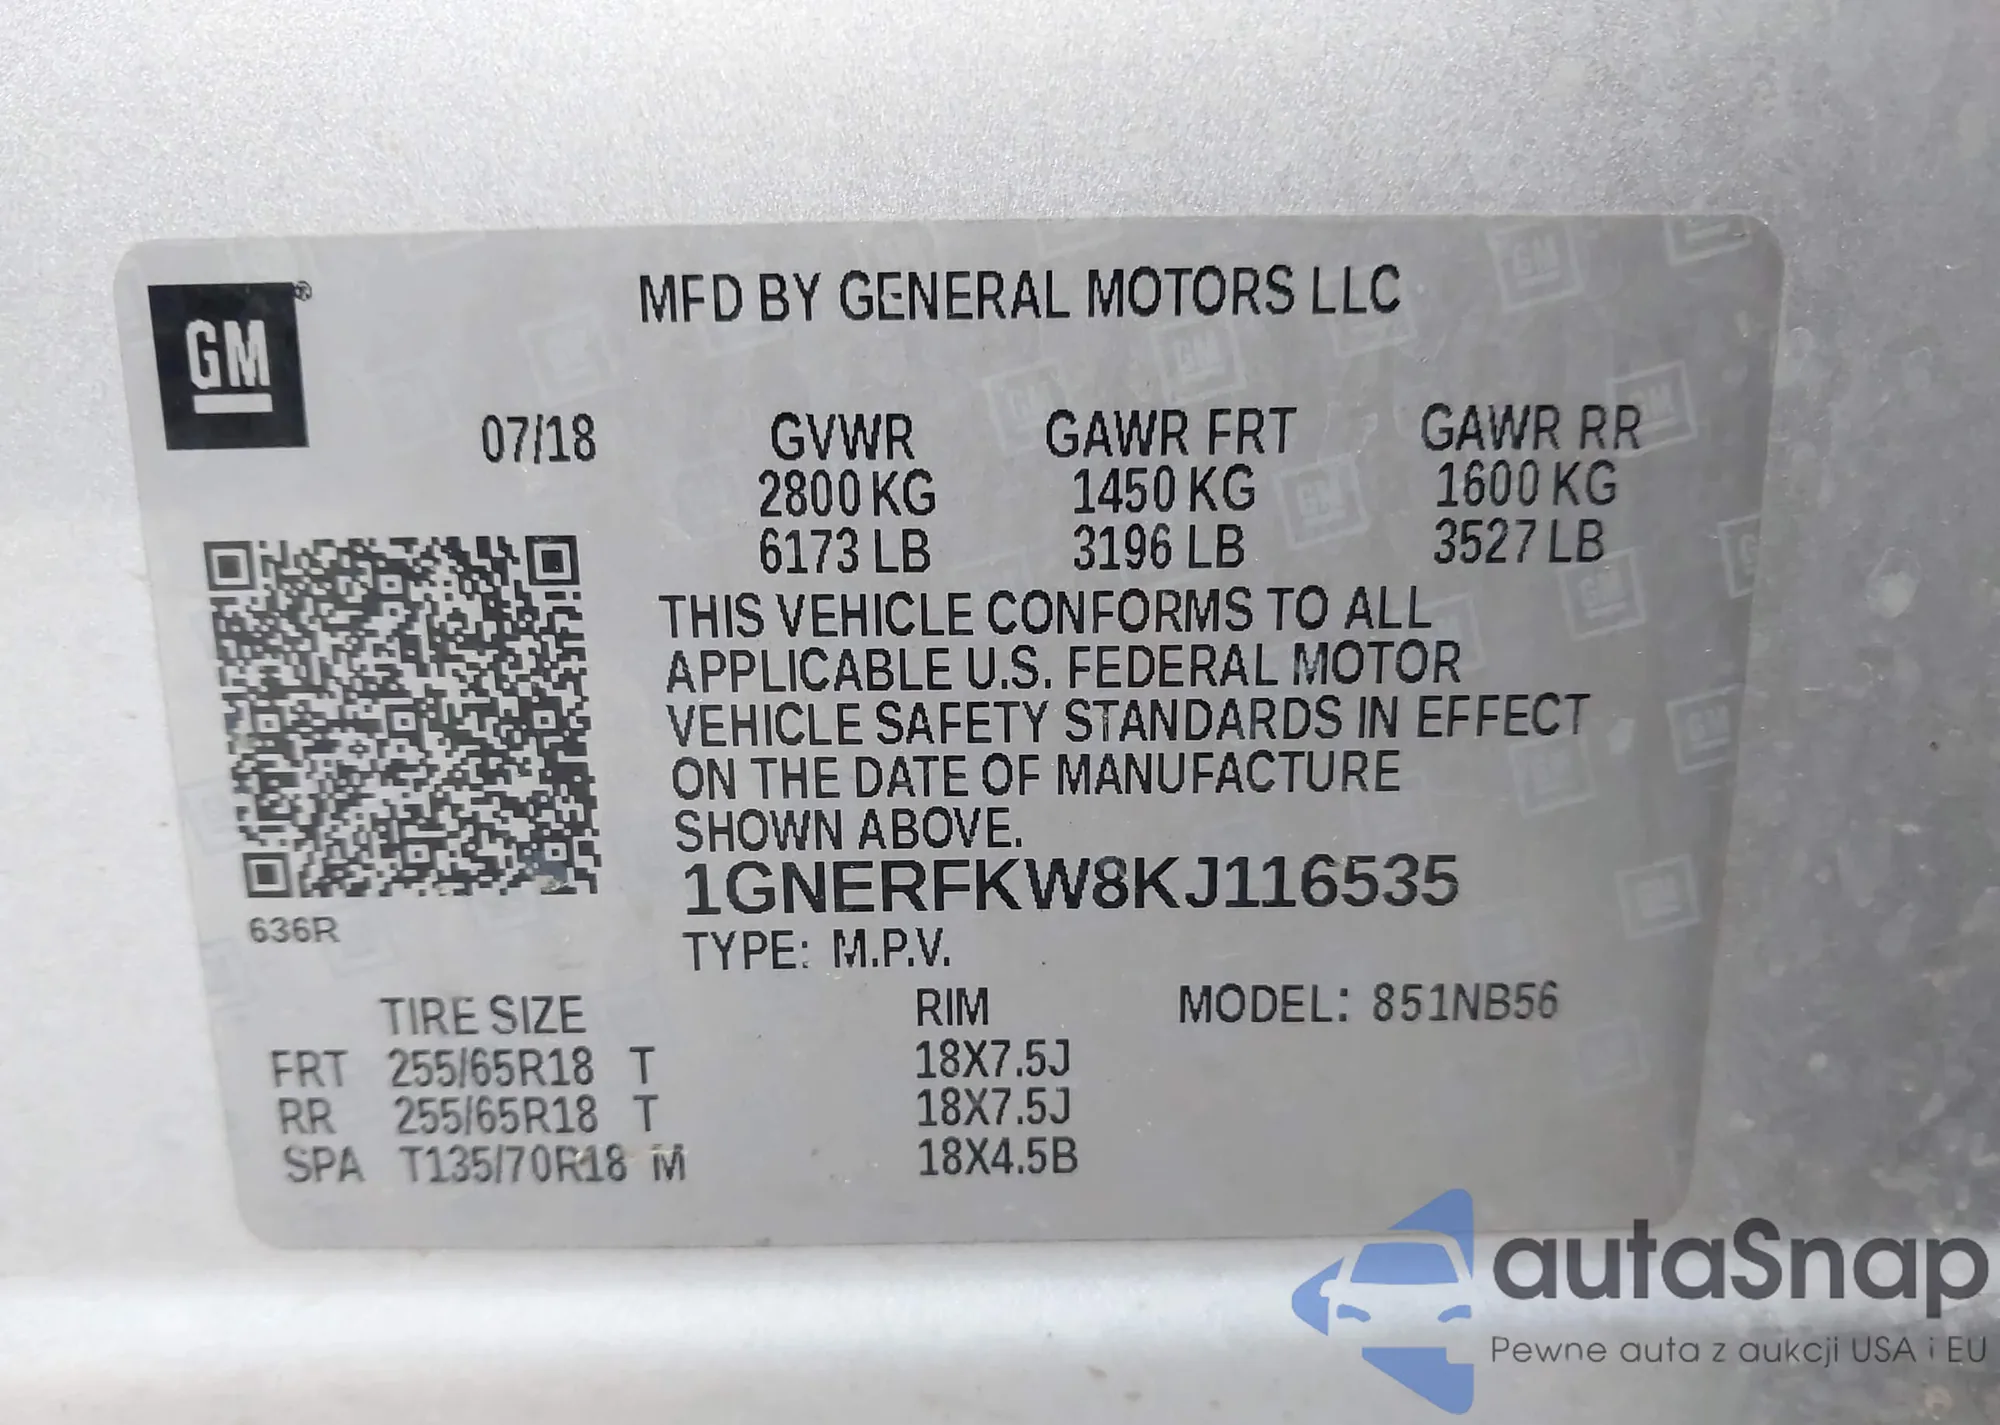 GM®
MFD BY GENERAL MOTORS LLC
07/18 GVWR GAWR FRT GAWR RR
2800 KG 1450 KG 1600 KG
6173 LB 3196 LB 3527 LB
THIS VEHICLE CONFORMS TO ALL
APPLICABLE U.S. FEDERAL MOTOR
VEHICLE SAFETY STANDARDS IN EFFECT
ON THE DATE OF MANUFACTURE
SHOWN ABOVE.
1GNERFKW8KJ116535
636R
TYPE: M.P.V.
TIRE SIZE RIM MODEL: 851NB56
FRT 255/65R18 T 18X7.5J
RR 255/65R18 T 18X7.5J
SPA T135/70R18 M 18X4.5B
autaSnap
Pewne auta z aukcji USA i EU